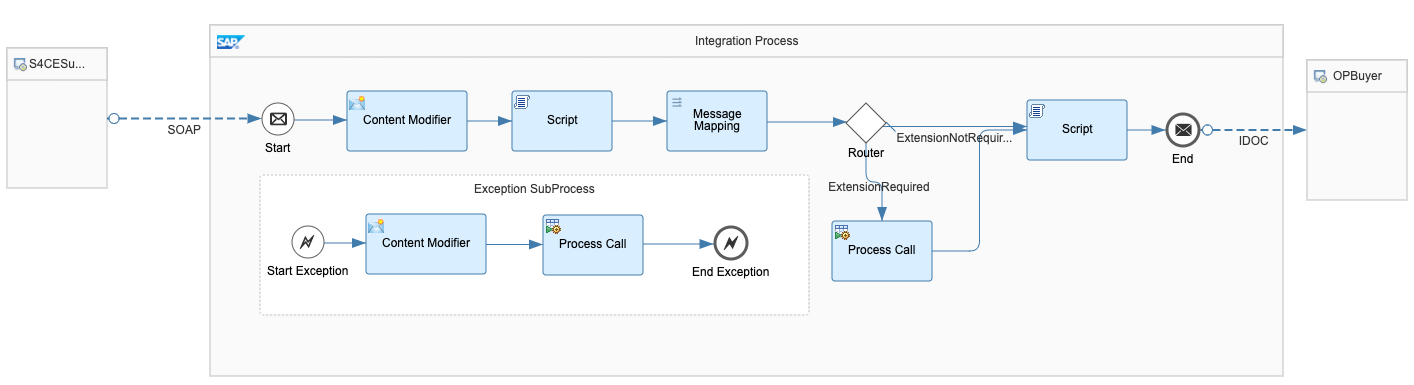 SAP
Integration Process
S4CESu...
OPBuyer
SOAP
Start
Content Modifier
Script
Message
Mapping
Router
ExtensionNotRequir...
ExtensionRequired
Process Call
Script
End
IDOC
Exception SubProcess
Start Exception
Content Modifier
Process Call
End Exception